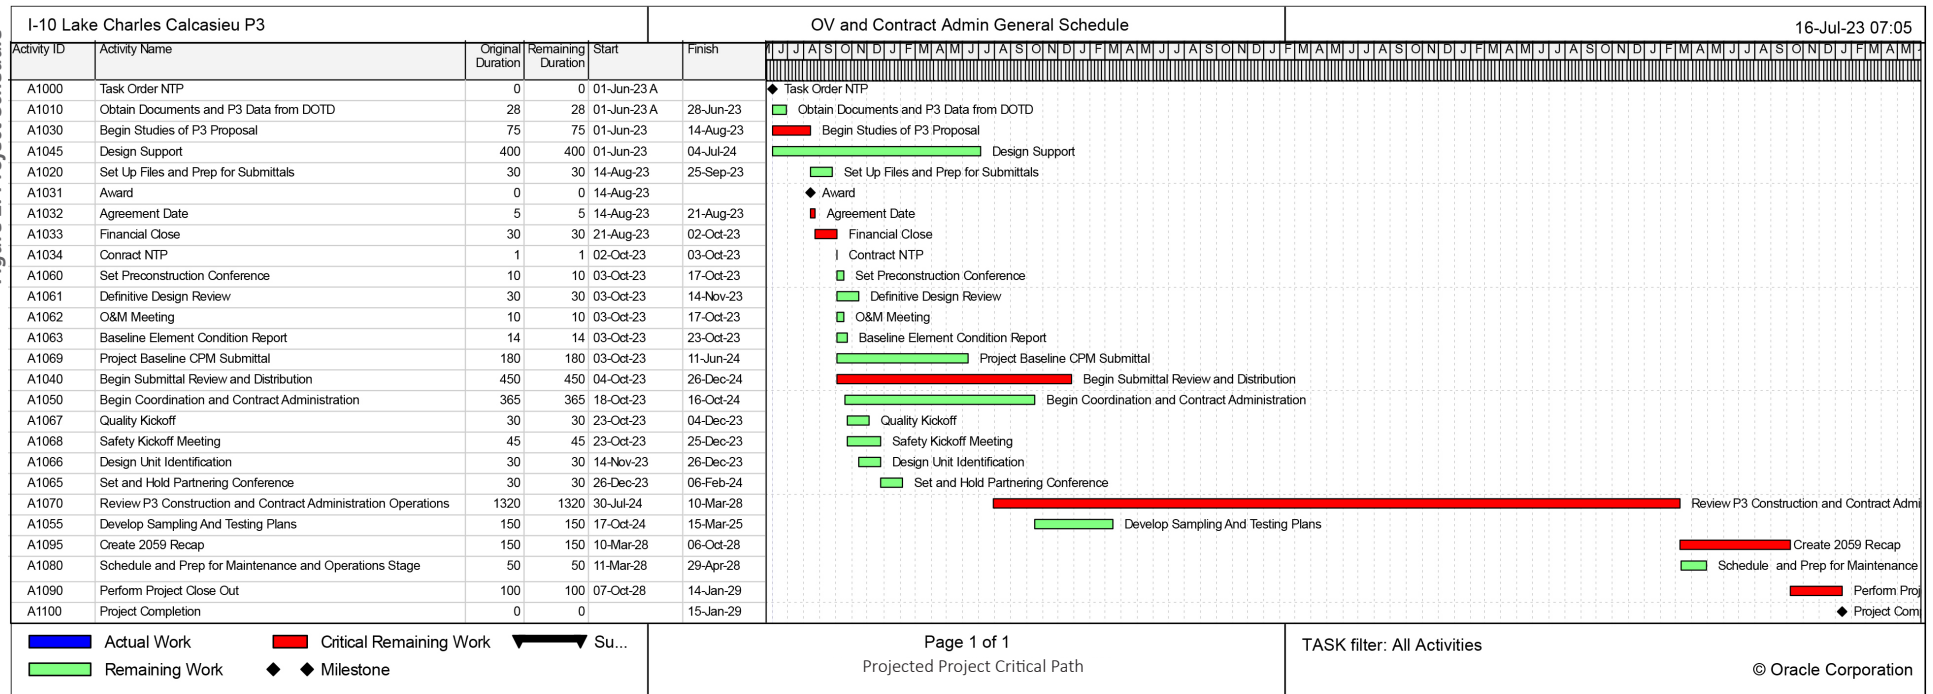 I-10 Lake Charles Calcasieu P3
OV and Contract Admin General Schedule
16-Jul-23 07:05
Activity ID Activity Name Original Duration Remaining Duration Start Finish
A1000 Task Order NTP 0 0 01-Jun-23 A Task Order NTP
A1010 Obtain Documents and P3 Data from DOTD 28 28 01-Jun-23 A 28-Jun-23 Obtain Documents and P3 Data from DOTD
A1030 Begin Studies of P3 Proposal 75 75 01-Jun-23 14-Aug-23 Begin Studies of P3 Proposal
A1045 Design Support 400 400 01-Jun-23 04-Jul-24 Design Support
A1020 Set Up Files and Prep for Submittals 30 30 14-Aug-23 25-Sep-23 Set Up Files and Prep for Submittals
A1031 Award 0 0 14-Aug-23 Award
A1032 Agreement Date 5 5 14-Aug-23 21-Aug-23 Agreement Date
A1033 Financial Close 30 30 21-Aug-23 02-Oct-23 Financial Close
A1034 Conract NTP 1 1 02-Oct-23 03-Oct-23 Contract NTP
A1060 Set Preconstruction Conference 10 10 03-Oct-23 17-Oct-23 Set Preconstruction Conference
A1061 Definitive Design Review 30 30 03-Oct-23 14-Nov-23 Definitive Design Review
A1062 O&M Meeting 10 10 03-Oct-23 17-Oct-23 O&M Meeting
A1063 Baseline Element Condition Report 14 14 03-Oct-23 23-Oct-23 Baseline Element Condition Report
A1069 Project Baseline CPM Submittal 180 180 03-Oct-23 11-Jun-24 Project Baseline CPM Submittal
A1040 Begin Submittal Review and Distribution 450 450 04-Oct-23 26-Dec-24 Begin Submittal Review and Distribution
A1050 Begin Coordination and Contract Administration 365 365 18-Oct-23 16-Oct-24 Begin Coordination and Contract Administration
A1067 Quality Kickoff 30 30 23-Oct-23 04-Dec-23 Quality Kickoff
A1068 Safety Kickoff Meeting 45 45 23-Oct-23 25-Dec-23 Safety Kickoff Meeting
A1066 Design Unit Identification 30 30 14-Nov-23 26-Dec-23 Design Unit Identification
A1065 Set and Hold Partnering Conference 30 30 26-Dec-23 06-Feb-24 Set and Hold Partnering Conference
A1070 Review P3 Construction and Contract Administration Operations 1320 1320 30-Jul-24 10-Mar-28 Review P3 Construction and Contract Admi
A1055 Develop Sampling And Testing Plans 150 150 17-Oct-24 15-Mar-25 Develop Sampling And Testing Plans
A1095 Create 2059 Recap 150 150 10-Mar-28 06-Oct-28 Create 2059 Recap
A1080 Schedule and Prep for Maintenance and Operations Stage 50 50 11-Mar-28 29-Apr-28 Schedule and Prep for Maintenance
A1090 Perform Project Close Out 100 100 07-Oct-28 14-Jan-29 Perform Proj
A1100 Project Completion 0 0 15-Jan-29 Project Com
Actual Work Critical Remaining Work Su...
Remaining Work Milestone
Page 1 of 1
Projected Project Critical Path
TASK filter: All Activities
© Oracle Corporation